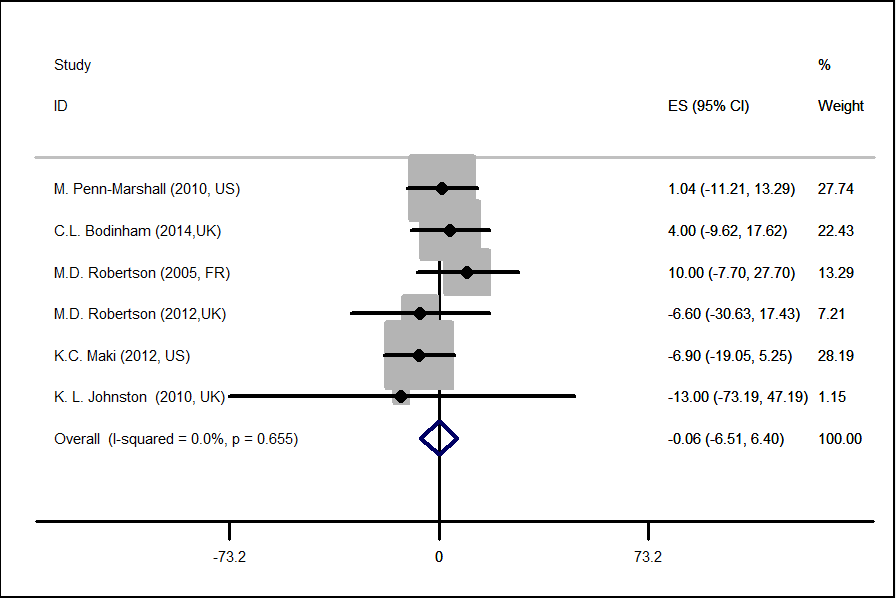 Study %
ID ES (95% CI) Weight
M. Penn-Marshall (2010, US) 1.04 (-11.21, 13.29) 27.74
C.L. Bodinham (2014,UK) 4.00 (-9.62, 17.62) 22.43
M.D. Robertson (2005, FR) 10.00 (-7.70, 27.70) 13.29
M.D. Robertson (2012,UK) -6.60 (-30.63, 17.43) 7.21
K.C. Maki (2012, US) -6.90 (-19.05, 5.25) 28.19
K. L. Johnston (2010, UK) -13.00 (-73.19, 47.19) 1.15
Overall (I-squared = 0.0%, p = 0.655) -0.06 (-6.51, 6.40) 100.00
-73.2 0 73.2